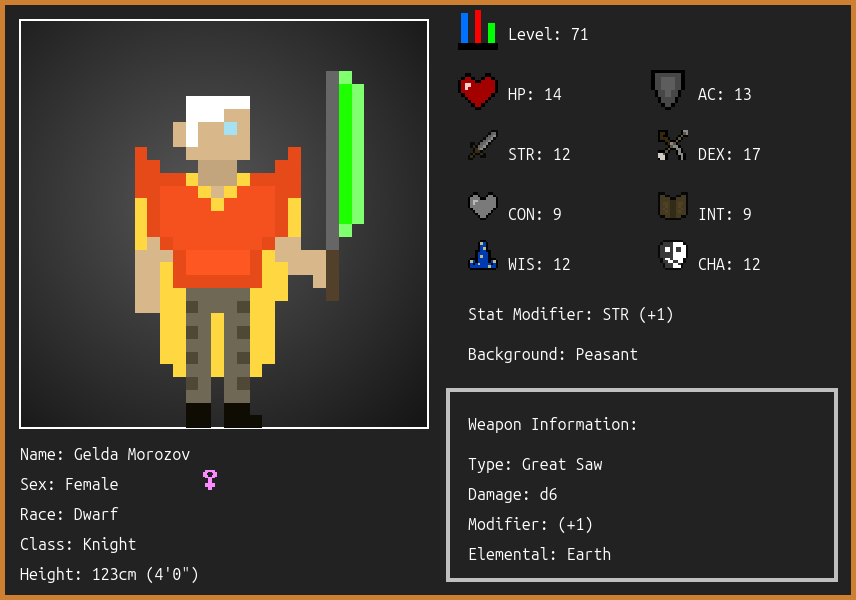 Level: 71
HP: 14
AC: 13
STR: 12
DEX: 17
CON: 9
INT: 9
WIS: 12
CHA: 12
Stat Modifier: STR (+1)
Background: Peasant
Weapon Information:
Type: Great Saw
Damage: d6
Modifier: (+1)
Elemental: Earth
Name: Gelda Morozov
Sex: Female
Race: Dwarf
Class: Knight
Height: 123cm (4'0")